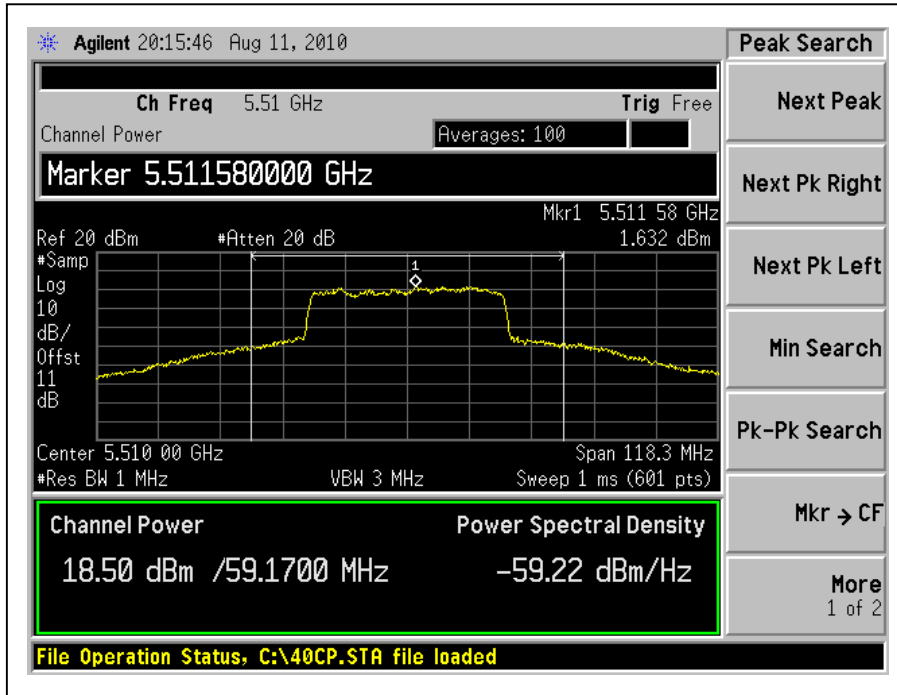 Agilent 20:15:46 Aug 11, 2010
Peak Search
Ch Freq 5.51 GHz Trig Free
Channel Power Averages: 100
Marker 5.511580000 GHz
Mkr1 5.511 58 GHz
Ref 20 dBm #Atten 20 dB 1.632 dBm
#Samp
Log
10
dB/
Offst
11
dB
1
Center 5.510 00 GHz Span 118.3 MHz
#Res BW 1 MHz VBW 3 MHz Sweep 1 ms (601 pts)
Channel Power Power Spectral Density
18.50 dBm /59.1700 MHz -59.22 dBm/Hz
File Operation Status, C:\40CP.STA file loaded
Next Peak
Next Pk Right
Next Pk Left
Min Search
Pk-Pk Search
Mkr → CF
More
1 of 2